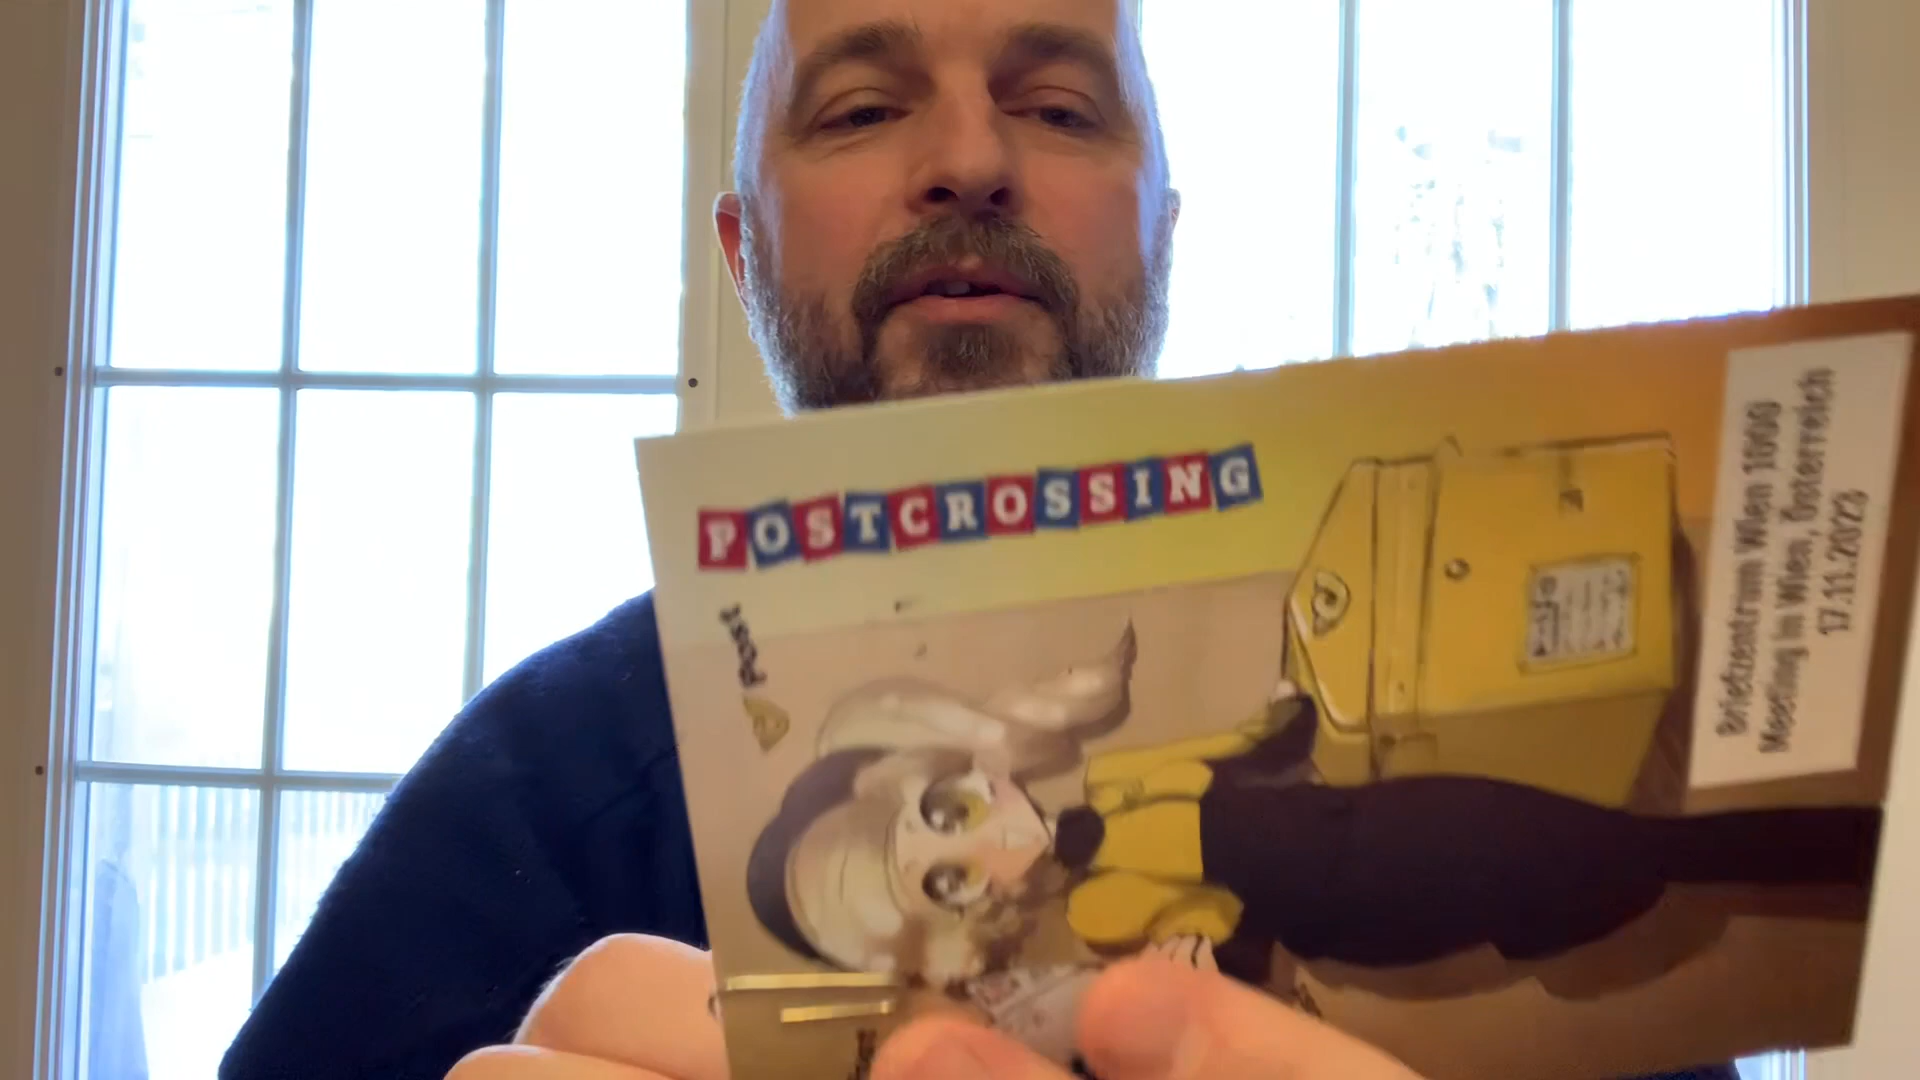 POSTCROSSING
Post
Briefzentrum Wien 1000
Meeting in Wien, Österreich
17.11.2023